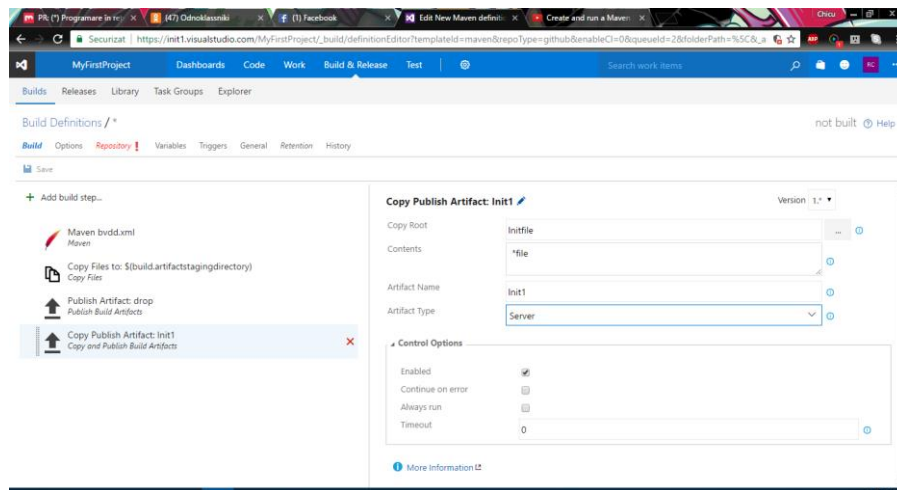 PR: (*) Programare in re
(47) Odnoklassniki
(1) Facebook
Edit New Maven definiti
Create and run a Maven
Chicu
Securizat
https://init1.visualstudio.com/MyFirstProject/_build/definitionEditor?templateId=maven&repoType=github&enableCI=0&queueId=2&folderPath=%5C&_a
MyFirstProject
Dashboards Code Work Build & Release Test
Search work items
RC
Builds Releases Library Task Groups Explorer
Build Definitions / *
not built
Help
Build Options Repository ! Variables Triggers General Retention History
Save
+ Add build step...
Maven bvdd.xml
Maven
Copy Files to: $(build.artifactstagingdirectory)
Copy Files
Publish Artifact: drop
Publish Build Artifacts
Copy Publish Artifact: Init1
Copy and Publish Build Artifacts
Copy Publish Artifact: Init1
Version 1.*
Copy Root
Initfile
...
Contents
*file
Artifact Name
Init1
Artifact Type
Server
Control Options
Enabled
Continue on error
Always run
Timeout
0
More Information